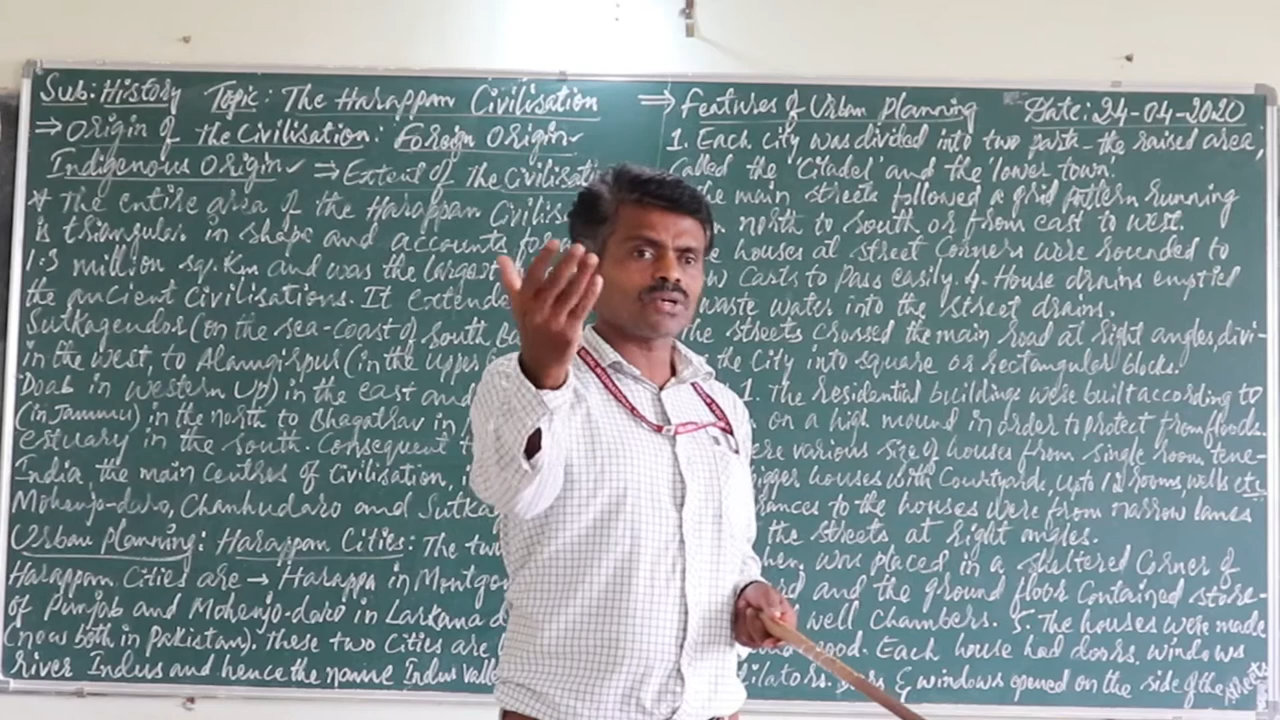 Sub: History Topic: The Harappan Civilisation
⇒ Origin of the Civilisation: Foreign Origin
Indigenous Origin ✓ ⇒ Extent of the Civilisati
* The entire area of the Harappan Civilis
is triangular in shape and accounts to
1.3 million sq. Km and was the largest
the ancient Civilisations. It extende
Sutkagendor (on the sea-coast of South Ba
in the west, to Alamgirpur (in the upper
Doab in western Up) in the east and
(in Jammu) in the north to Bhagatrav in
estuary in the south. Consequent
India the main Centres of Civilisation,
Mohenjo-daro, Chanhudaro and Sutka
Urban Planning: Harappan Cities: The two
Harappan Cities are → Harappa in Montgo
of Punjab and Mohenjo-daro in Larkana d
(now both in Pakistan). These two Cities are
river Indus and hence the name Indus Valle
⇒ Features of Urban Planning Date: 24-04-2020
1. Each City was divided into two parts - the raised area,
Called the 'Citadel' and the 'lower town'.
he main streets followed a grid pattern running
north to south or from east to west.
houses at street Corners were rounded to
w Carts to Pass easily. 4. House drains emptied
waste water into the street drains.
he streets Crossed the main road at right angles, divi-
the City into square or rectangular blocks.
1. The residential buildings were built according to
on a high mound in order to protect from floods.
ere various size of houses from single room tene-
igger houses with Courtyards, upto 12 rooms, wells etc.
rances to the houses were from narrow lanes
the streets at right angles.
hen was placed in a sheltered Corner of
rd and the ground floor Contained store-
well Chambers. 5. The houses were made
ood. Each house had doors, windows
ilators. Doors & windows opened on the side of the streets